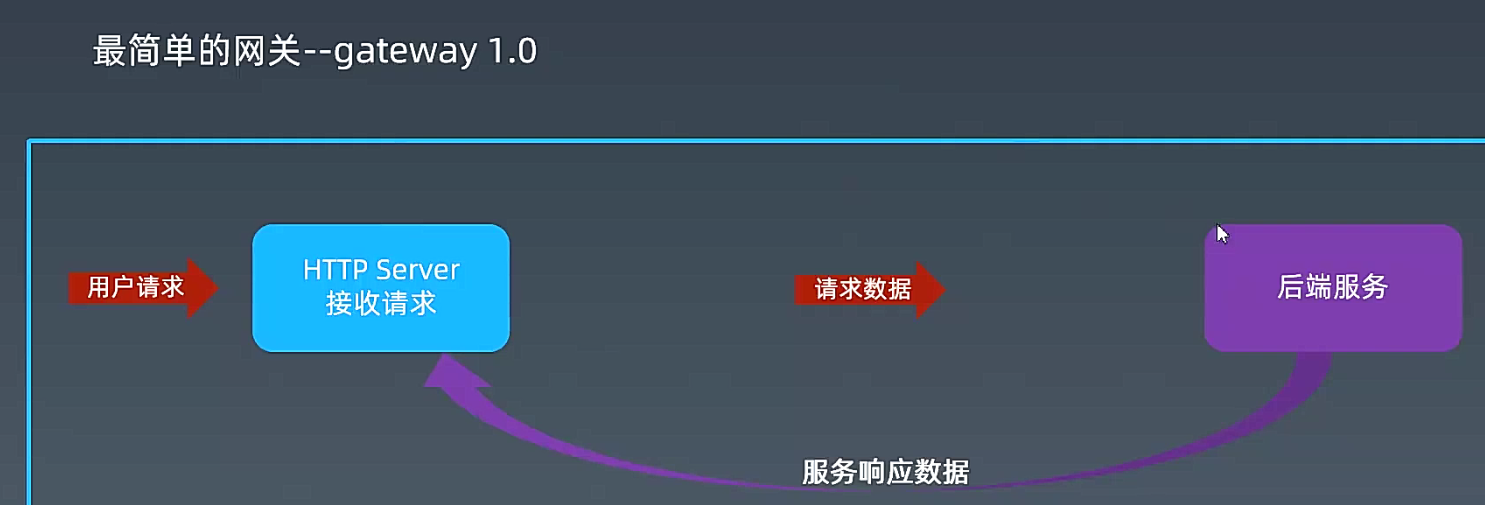 最简单的网关--gateway 1.0
用户请求
HTTP Server
接收请求
请求数据
后端服务
服务响应数据